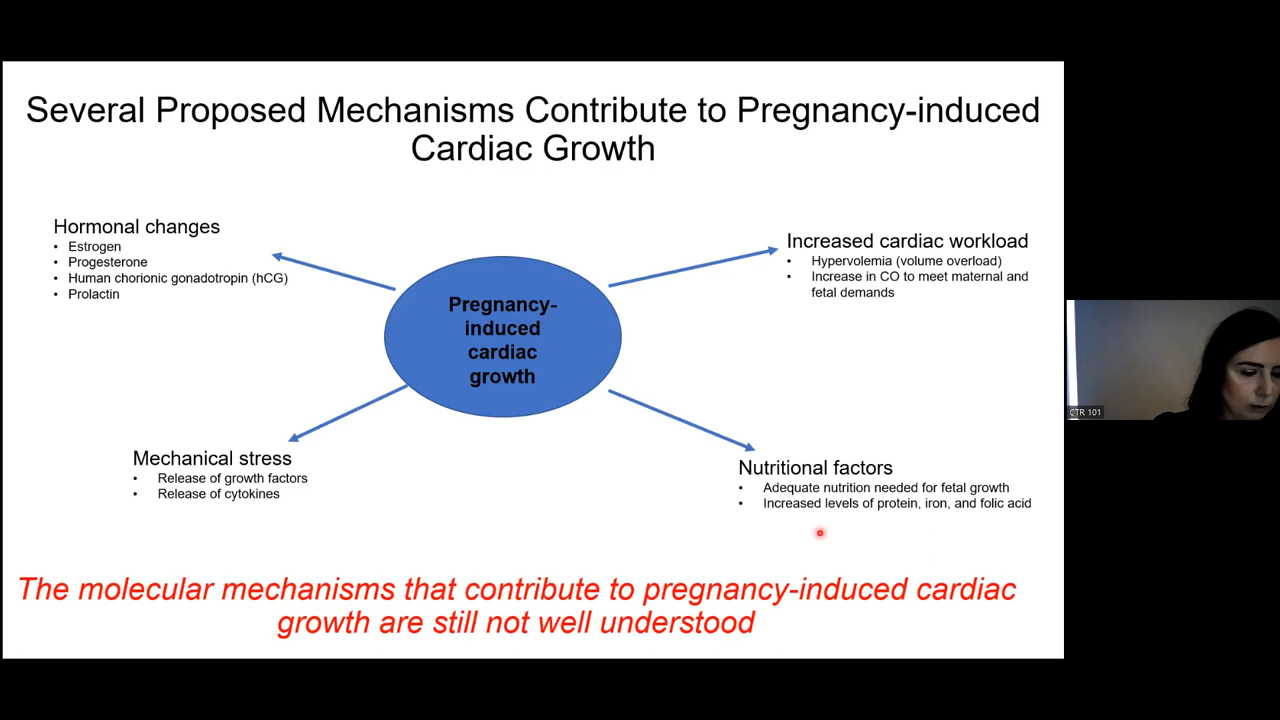 Several Proposed Mechanisms Contribute to Pregnancy-induced
Cardiac Growth
Hormonal changes
• Estrogen
• Progesterone
• Human chorionic gonadotropin (hCG)
• Prolactin
Increased cardiac workload
• Hypervolemia (volume overload)
• Increase in CO to meet maternal and
fetal demands
Pregnancy-
induced
cardiac
growth
Mechanical stress
• Release of growth factors
• Release of cytokines
Nutritional factors
• Adequate nutrition needed for fetal growth
• Increased levels of protein, iron, and folic acid
The molecular mechanisms that contribute to pregnancy-induced cardiac
growth are still not well understood
CTR 101